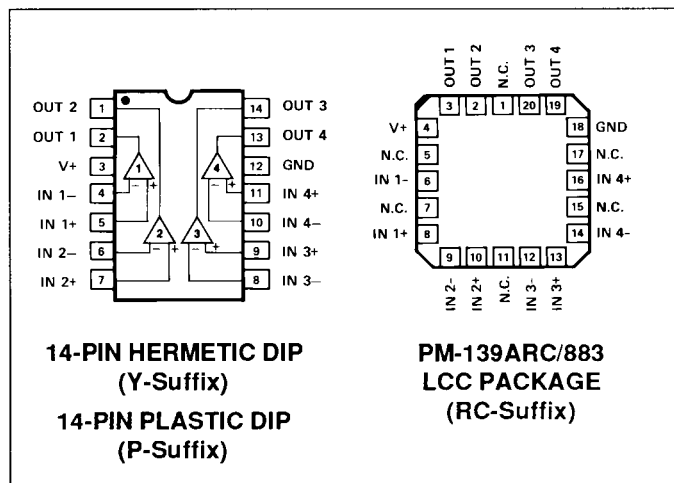 OUT 2 1 14 OUT 3
OUT 1 2 13 OUT 4
V+ 3 12 GND
IN 1− 4 11 IN 4+
IN 1+ 5 10 IN 4−
IN 2− 6 9 IN 3+
IN 2+ 7 8 IN 3−
1 − +
4 − +
2 − +
3 − +
14-PIN HERMETIC DIP
(Y-Suffix)
14-PIN PLASTIC DIP
(P-Suffix)
OUT 1 OUT 2 N.C. OUT 3 OUT 4
3 2 1 20 19
V+ 4 18 GND
N.C. 5 17 N.C.
IN 1- 6 16 IN 4+
N.C. 7 15 N.C.
IN 1+ 8 14 IN 4-
9 10 11 12 13
IN 2- IN 2+ N.C. IN 3- IN 3+
PM-139ARC/883
LCC PACKAGE
(RC-Suffix)